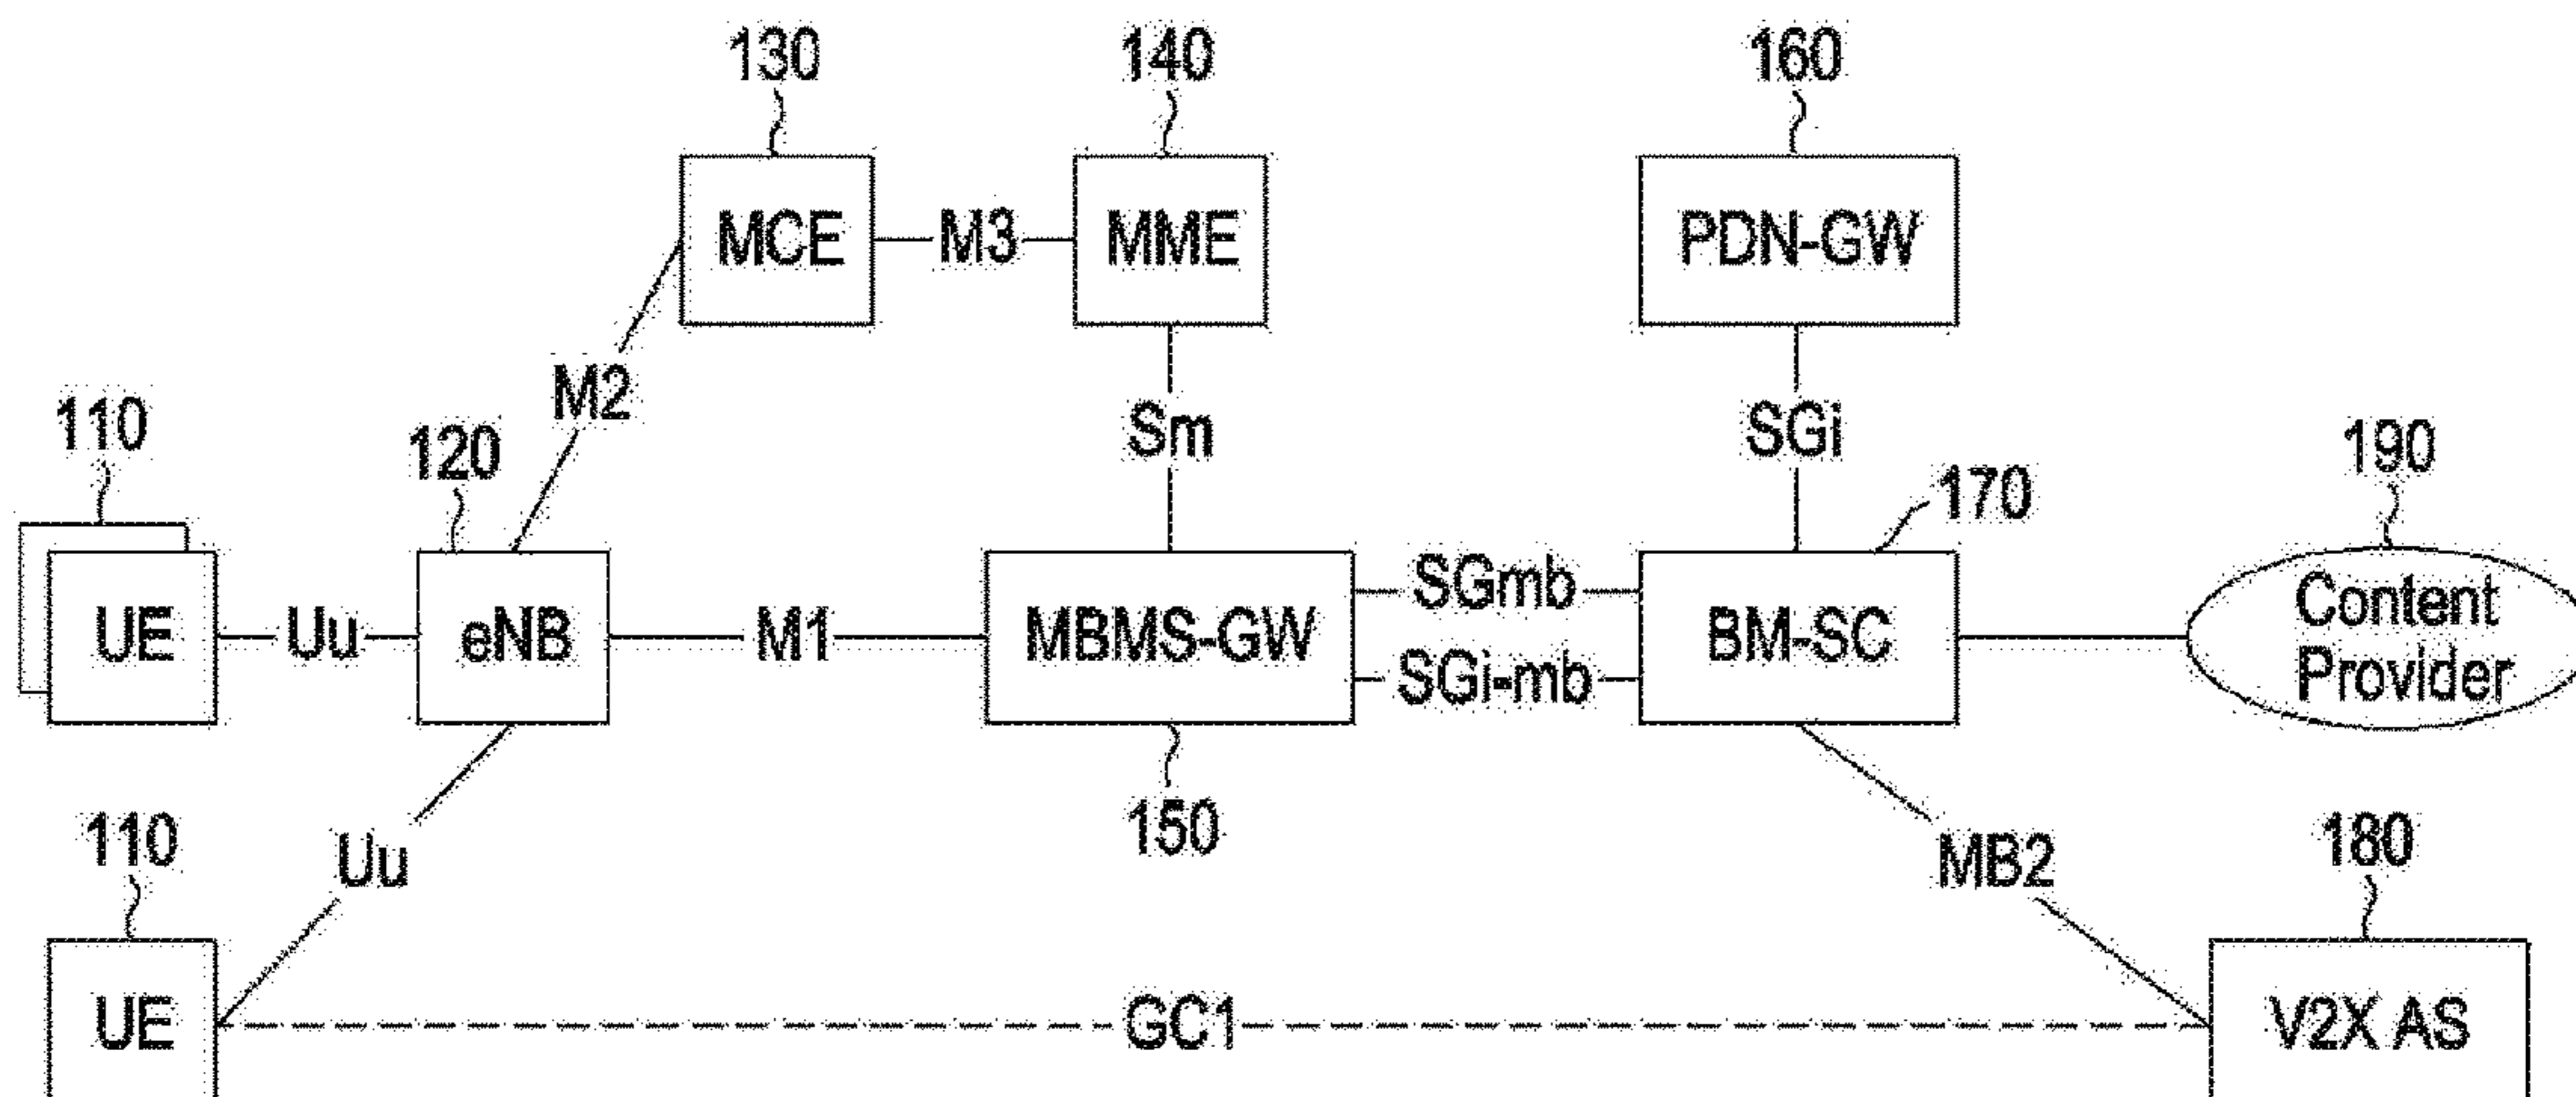 130
140
160
MCE
M3
MME
PDN-GW
M2
110
120
Sm
SGi
190
170
UE
Uu
eNB
M1
MBMS-GW
SGmb
SGi-mb
BM-SC
Content
Provider
110
Uu
150
MB2
180
UE
GC1
V2X AS